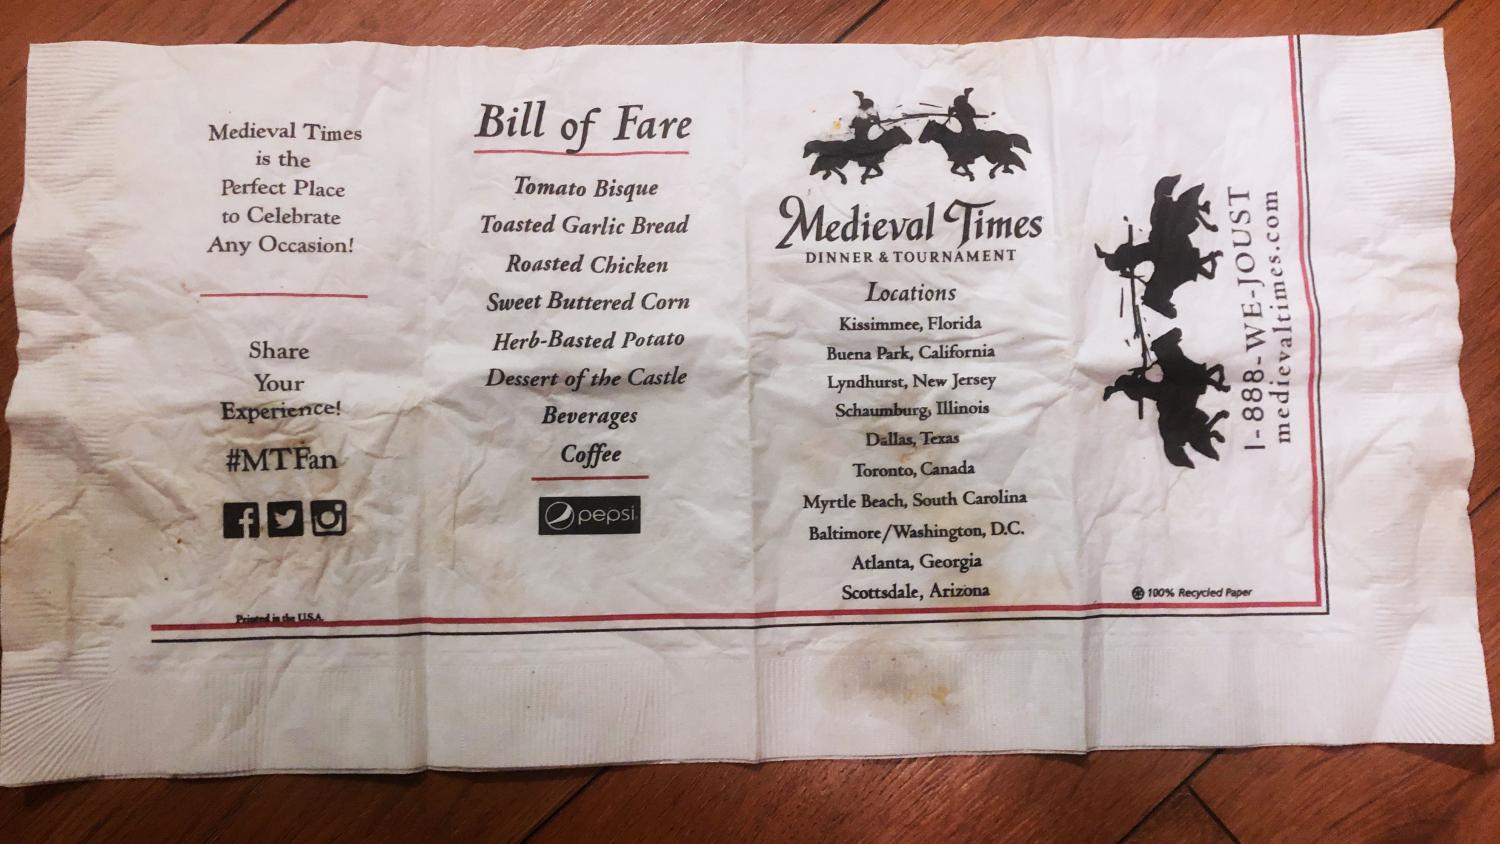 Medieval Times
is the
Perfect Place
to Celebrate
Any Occasion!
Share
Your
Experience!
#MTFan
Printed in the U.S.A.
Bill of Fare
Tomato Bisque
Toasted Garlic Bread
Roasted Chicken
Sweet Buttered Corn
Herb-Basted Potato
Dessert of the Castle
Beverages
Coffee
pepsi
Medieval Times
DINNER & TOURNAMENT
Locations
Kissimmee, Florida
Buena Park, California
Lyndhurst, New Jersey
Schaumburg, Illinois
Dallas, Texas
Toronto, Canada
Myrtle Beach, South Carolina
Baltimore/Washington, D.C.
Atlanta, Georgia
Scottsdale, Arizona
1-888-WE-JOUST
medievaltimes.com
100% Recycled Paper